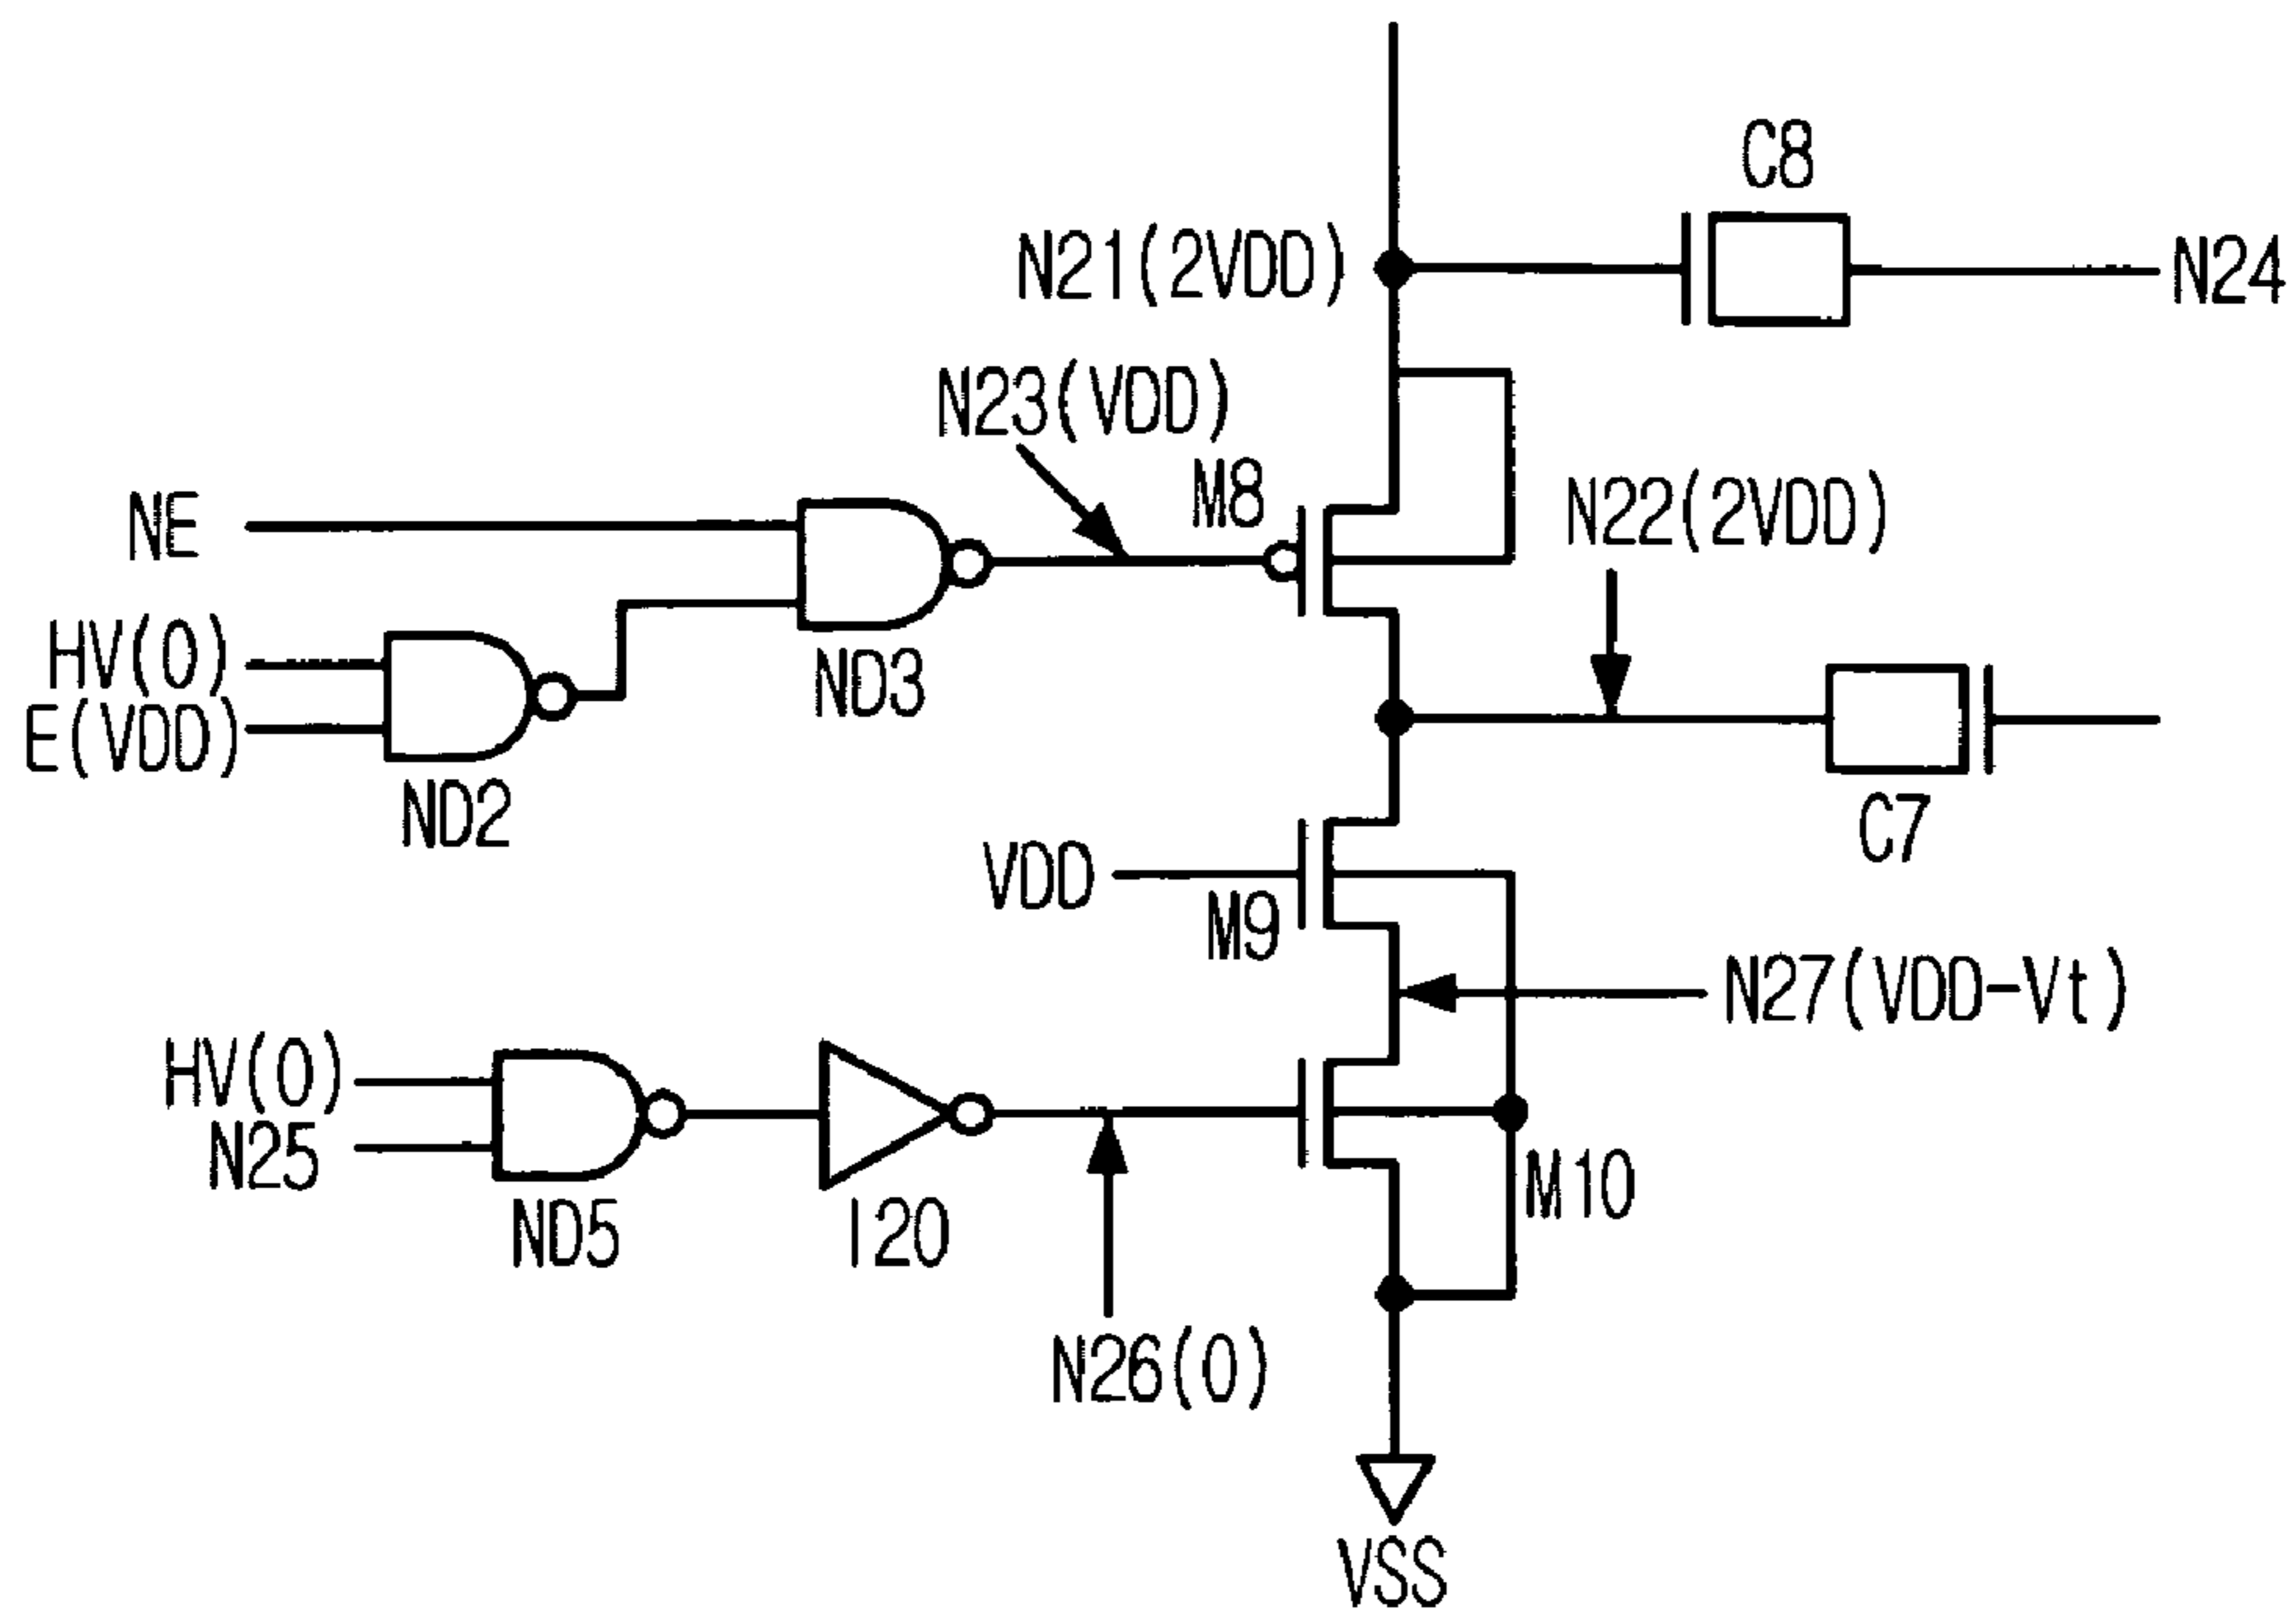 C8
N21(2VDD)
N24
N23(VDD)
M8
N22(2VDD)
NE
HV(0)
E(VDD)
ND3
ND2
C7
VDD
M9
N27(VDD-Vt)
HV(0)
N25
M10
ND5
I20
N26(0)
VSS